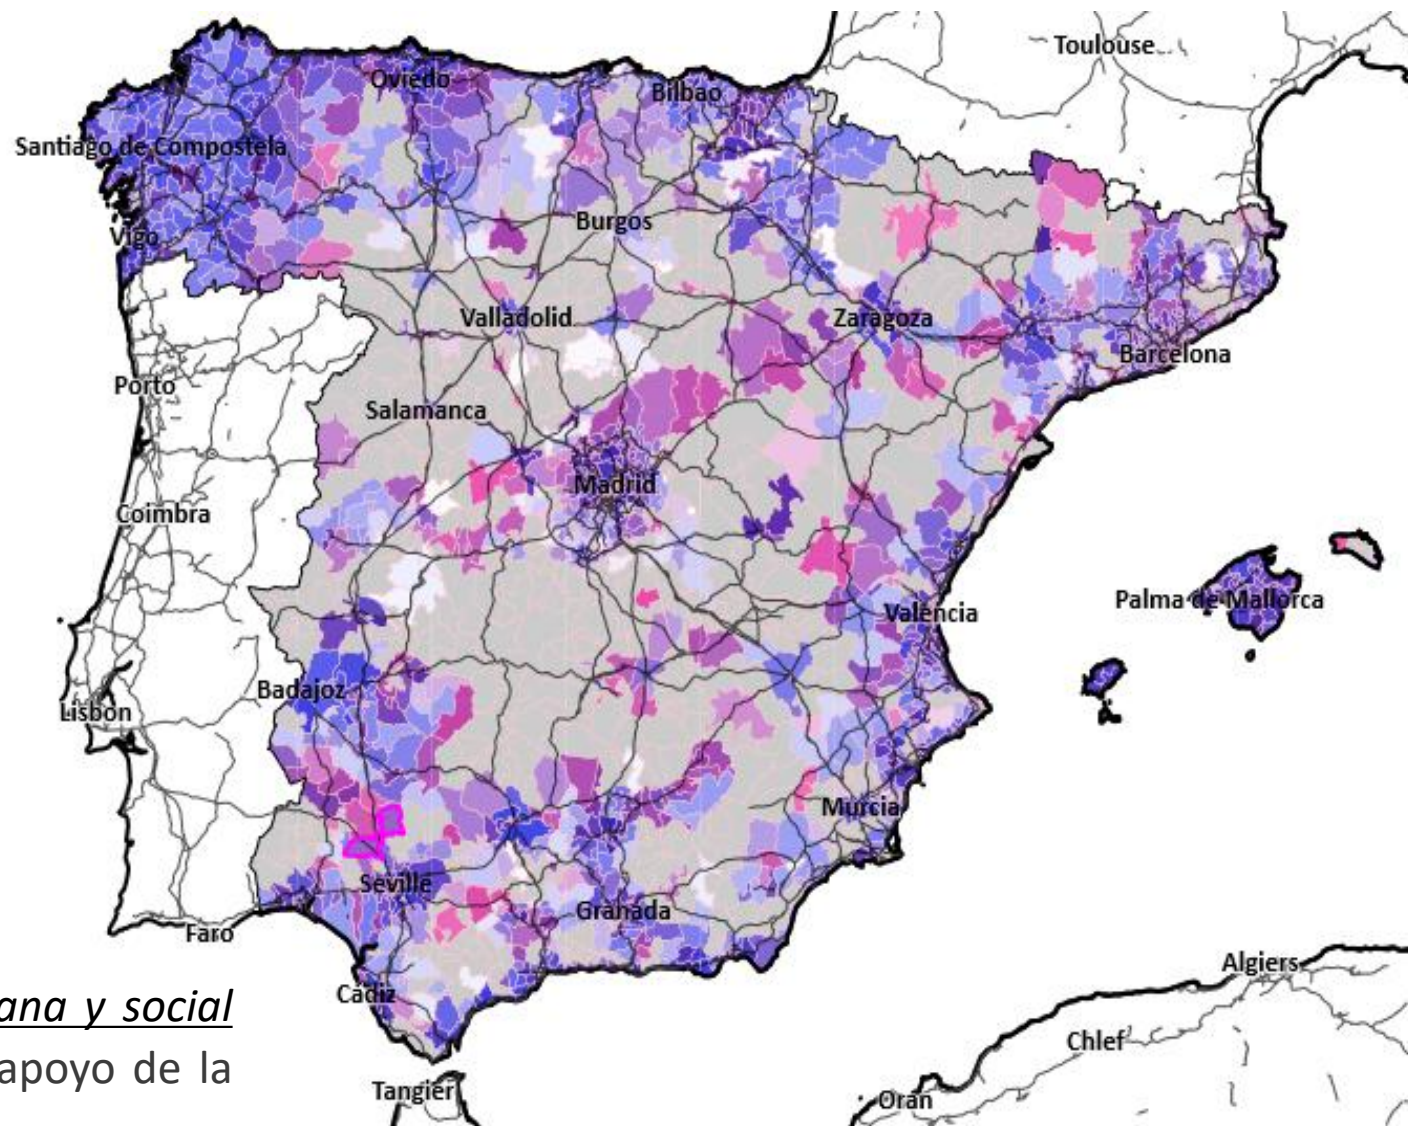 Toulouse
Oviedo
Bilbao
Santiago de Compostela
Burgos
Vigo
Valladolid
Zaragoza
Barcelona
Porto
Salamanca
Madrid
Coimbra
Palma de Mallorca
Valencia
Badajoz
Lisbon
Murcia
Seville
Granada
Faro
Algiers
Cádiz
ana y social
Chlef
apoyo de la
Tangier
Oran